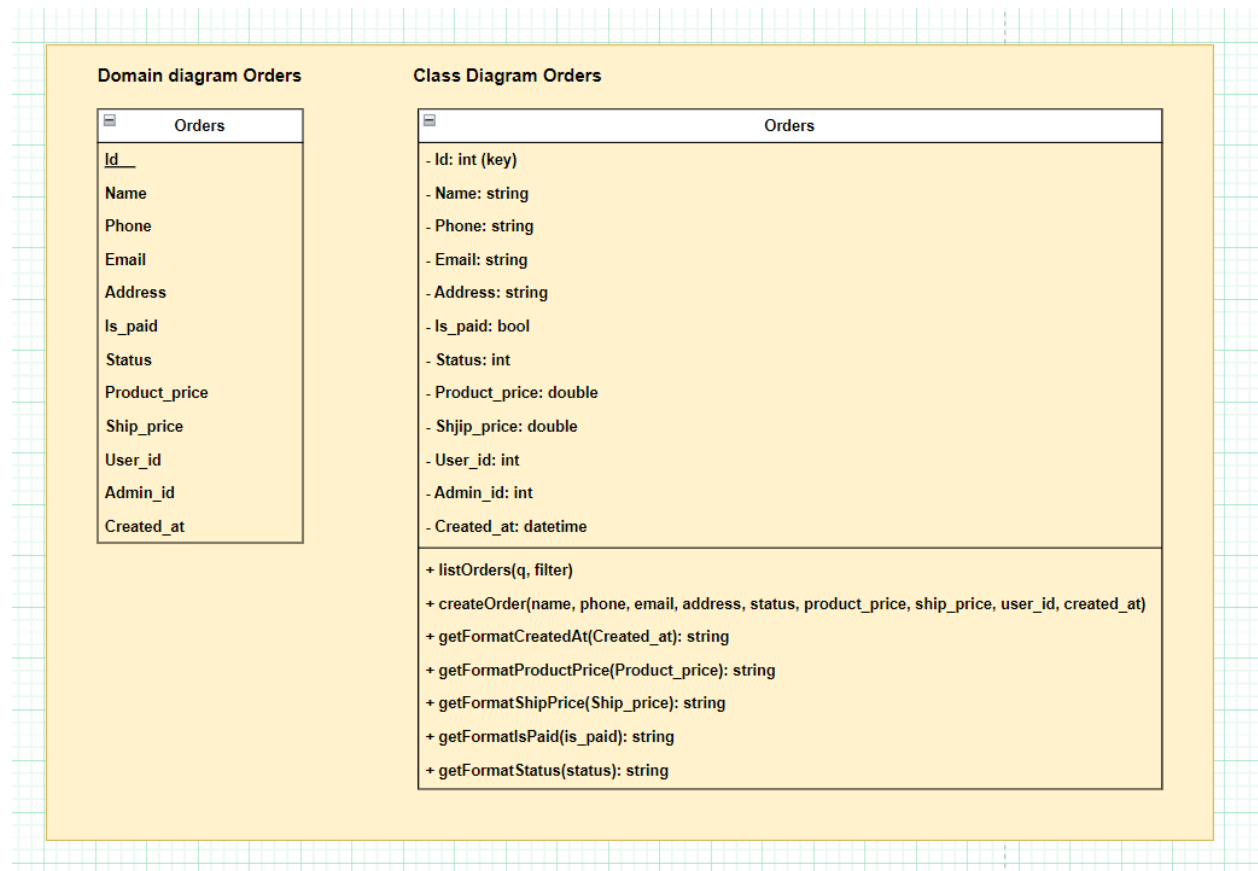 Domain diagram Orders
Orders
Id
Name
Phone
Email
Address
Is_paid
Status
Product_price
Ship_price
User_id
Admin_id
Created_at
Class Diagram Orders
Orders
- Id: int (key)
- Name: string
- Phone: string
- Email: string
- Address: string
- Is_paid: bool
- Status: int
- Product_price: double
- Shjip_price: double
- User_id: int
- Admin_id: int
- Created_at: datetime
+ listOrders(q, filter)
+ createOrder(name, phone, email, address, status, product_price, ship_price, user_id, created_at)
+ getFormatCreatedAt(Created_at): string
+ getFormatProductPrice(Product_price): string
+ getFormatShipPrice(Ship_price): string
+ getFormatIsPaid(is_paid): string
+ getFormatStatus(status): string